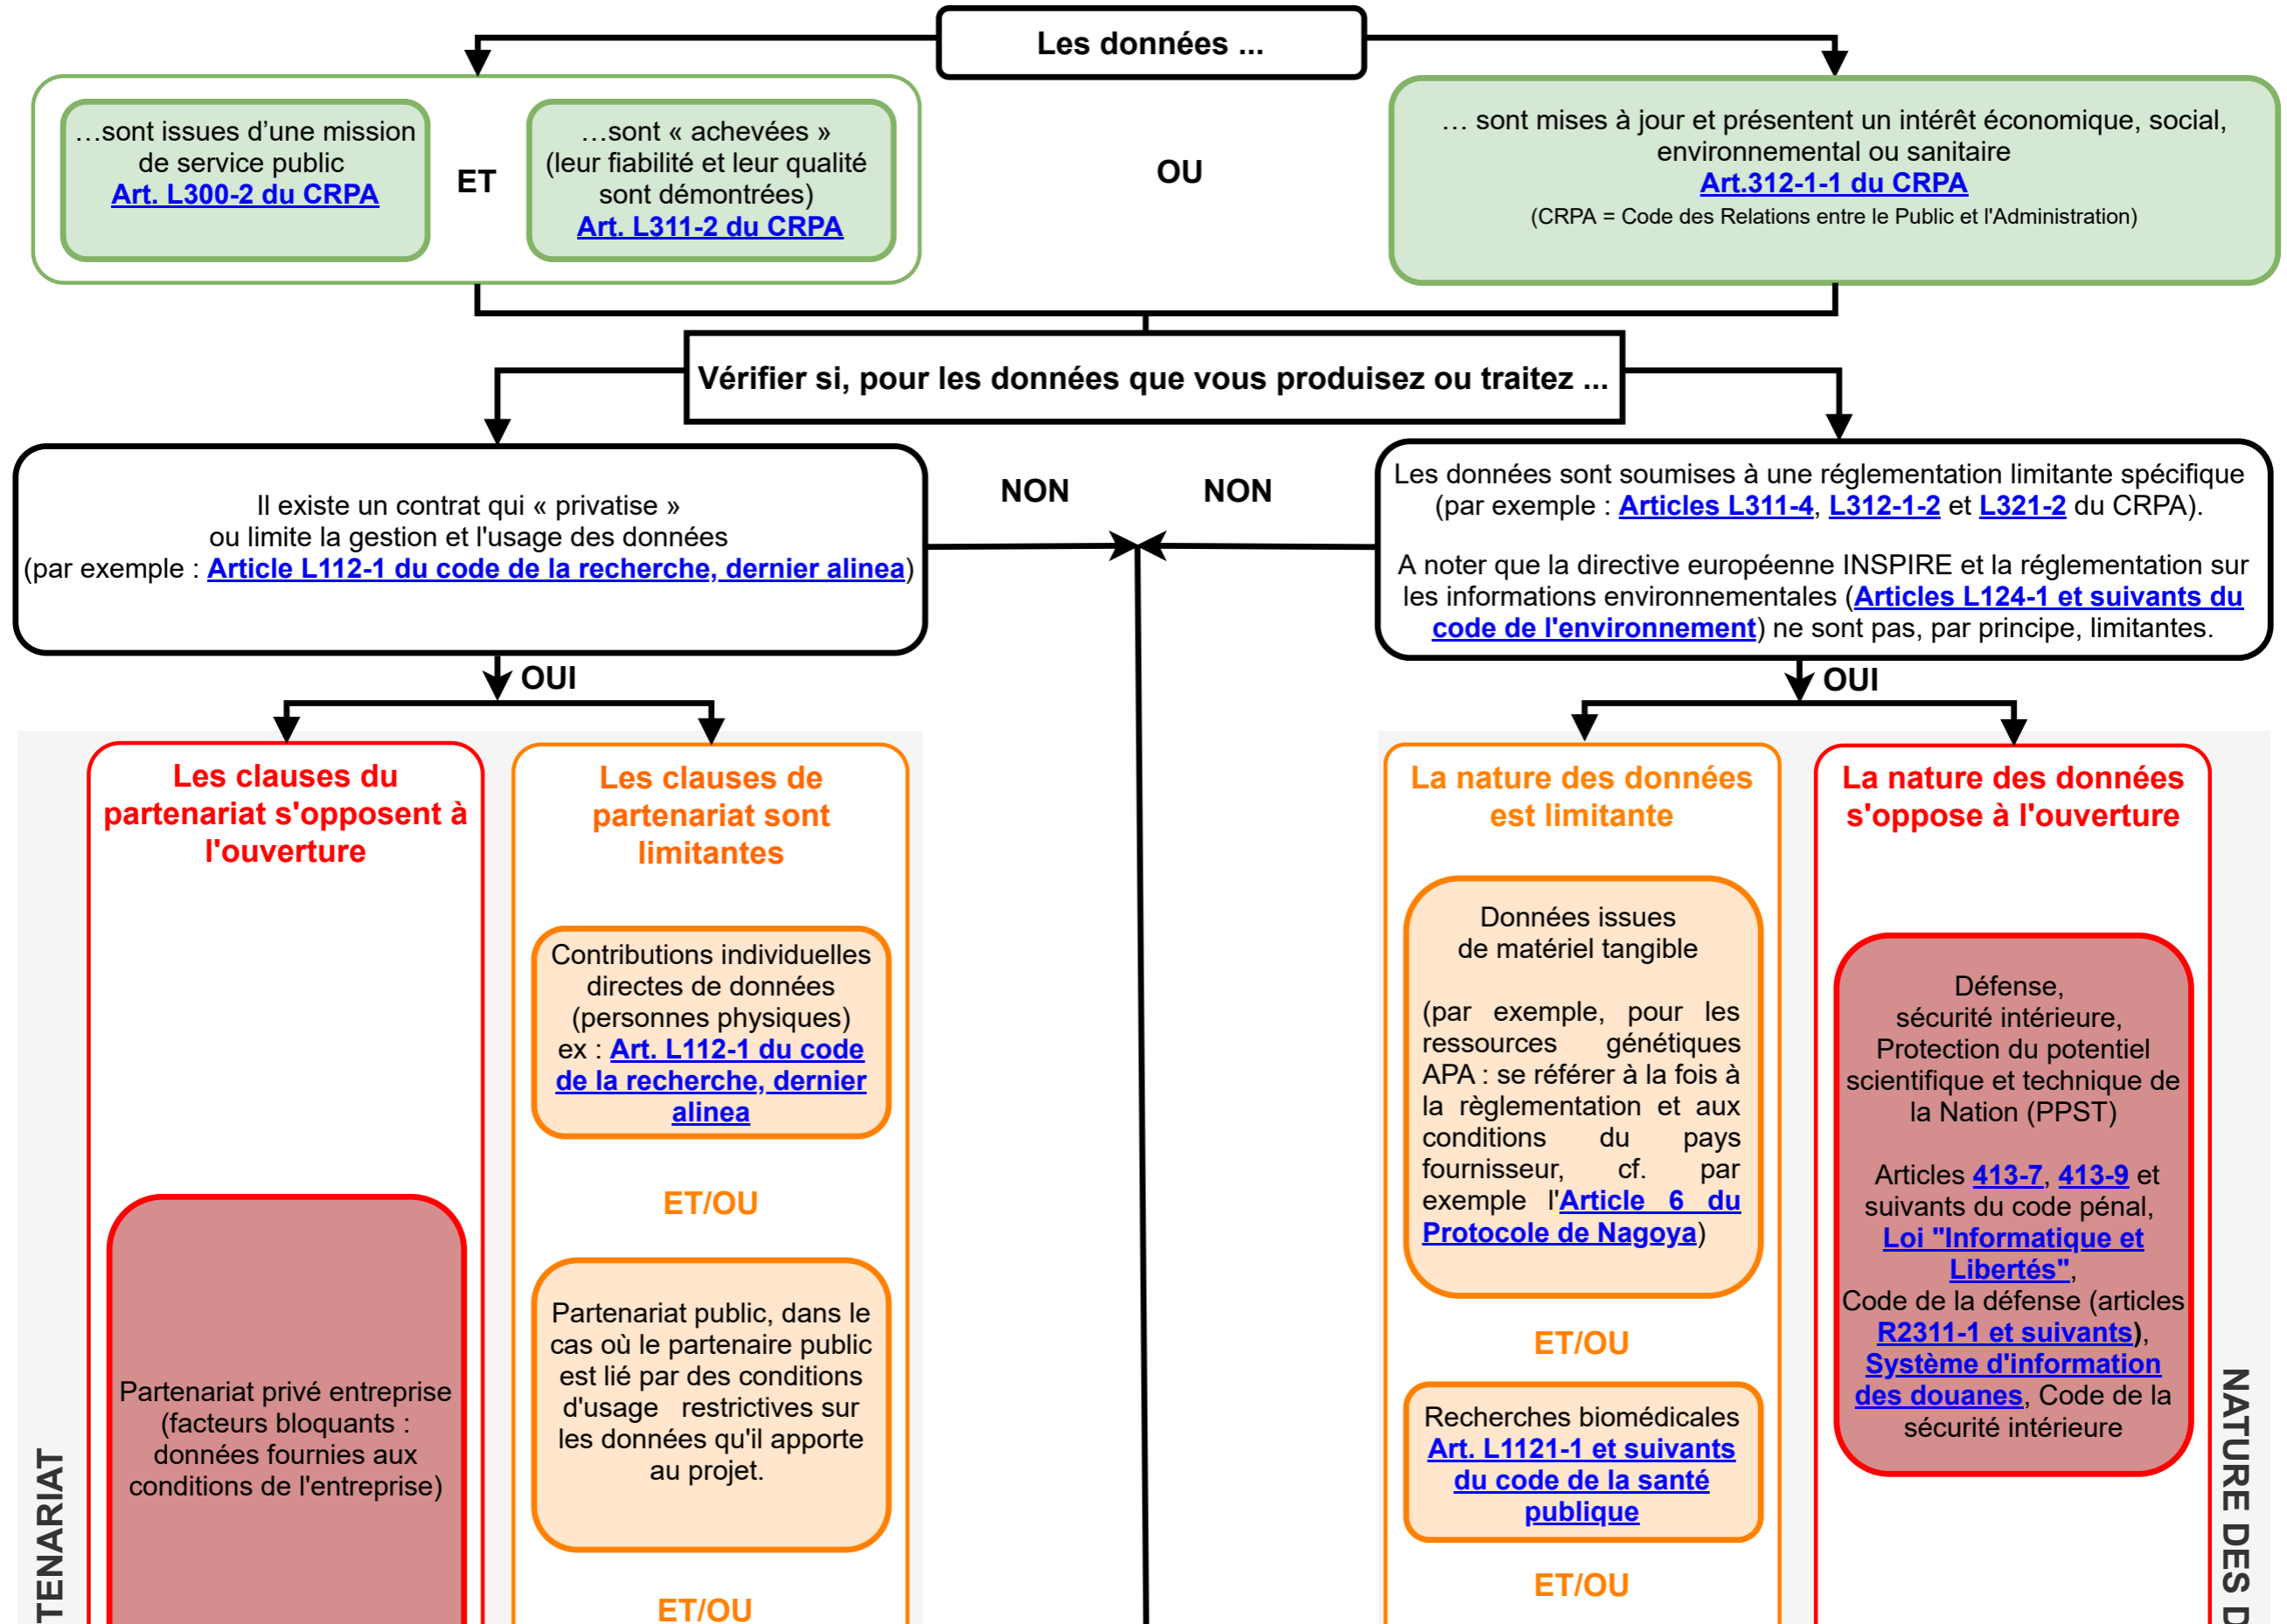 Les données ...
…sont issues d'une mission
de service public
Art. L300-2 du CRPA
ET
…sont « achevées »
(leur fiabilité et leur qualité
sont démontrées)
Art. L311-2 du CRPA
OU
… sont mises à jour et présentent un intérêt économique, social,
environnemental ou sanitaire
Art.312-1-1 du CRPA
(CRPA = Code des Relations entre le Public et l'Administration)
Vérifier si, pour les données que vous produisez ou traitez ...
Il existe un contrat qui « privatise »
ou limite la gestion et l'usage des données
(par exemple : Article L112-1 du code de la recherche, dernier alinea)
NON
NON
Les données sont soumises à une réglementation limitante spécifique
(par exemple : Articles L311-4, L312-1-2 et L321-2 du CRPA).
A noter que la directive européenne INSPIRE et la réglementation sur
les informations environnementales (Articles L124-1 et suivants du
code de l'environnement) ne sont pas, par principe, limitantes.
OUI
OUI
Les clauses du
partenariat s'opposent à
l'ouverture
Partenariat privé entreprise
(facteurs bloquants :
données fournies aux
conditions de l'entreprise)
TENARIAT
Les clauses de
partenariat sont
limitantes
Contributions individuelles
directes de données
(personnes physiques)
ex : Art. L112-1 du code
de la recherche, dernier
alinea
ET/OU
Partenariat public, dans le
cas où le partenaire public
est lié par des conditions
d'usage restrictives sur
les données qu'il apporte
au projet.
ET/OU
La nature des données
est limitante
Données issues
de matériel tangible
(par exemple, pour les
ressources génétiques
APA : se référer à la fois à
la règlementation et aux
conditions du pays
fournisseur, cf. par
exemple l'Article 6 du
Protocole de Nagoya)
ET/OU
Recherches biomédicales
Art. L1121-1 et suivants
du code de la santé
publique
ET/OU
La nature des données
s'oppose à l'ouverture
Défense,
sécurité intérieure,
Protection du potentiel
scientifique et technique de
la Nation (PPST)
Articles 413-7, 413-9 et
suivants du code pénal,
Loi "Informatique et
Libertés",
Code de la défense (articles
R2311-1 et suivants),
Système d'information
des douanes, Code de la
sécurité intérieure
NATURE DES D